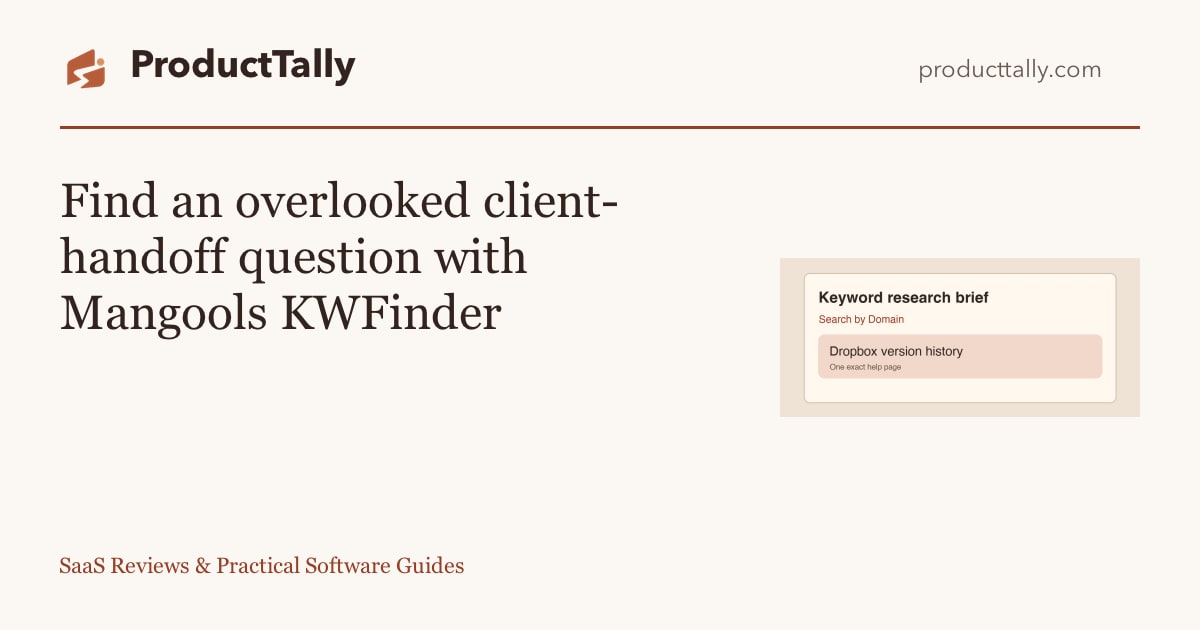 ProductTally
producttally.com
Find an overlooked client-
handoff question with
Mangools KWFinder
Keyword research brief
Search by Domain
Dropbox version history
One exact help page
SaaS Reviews & Practical Software Guides